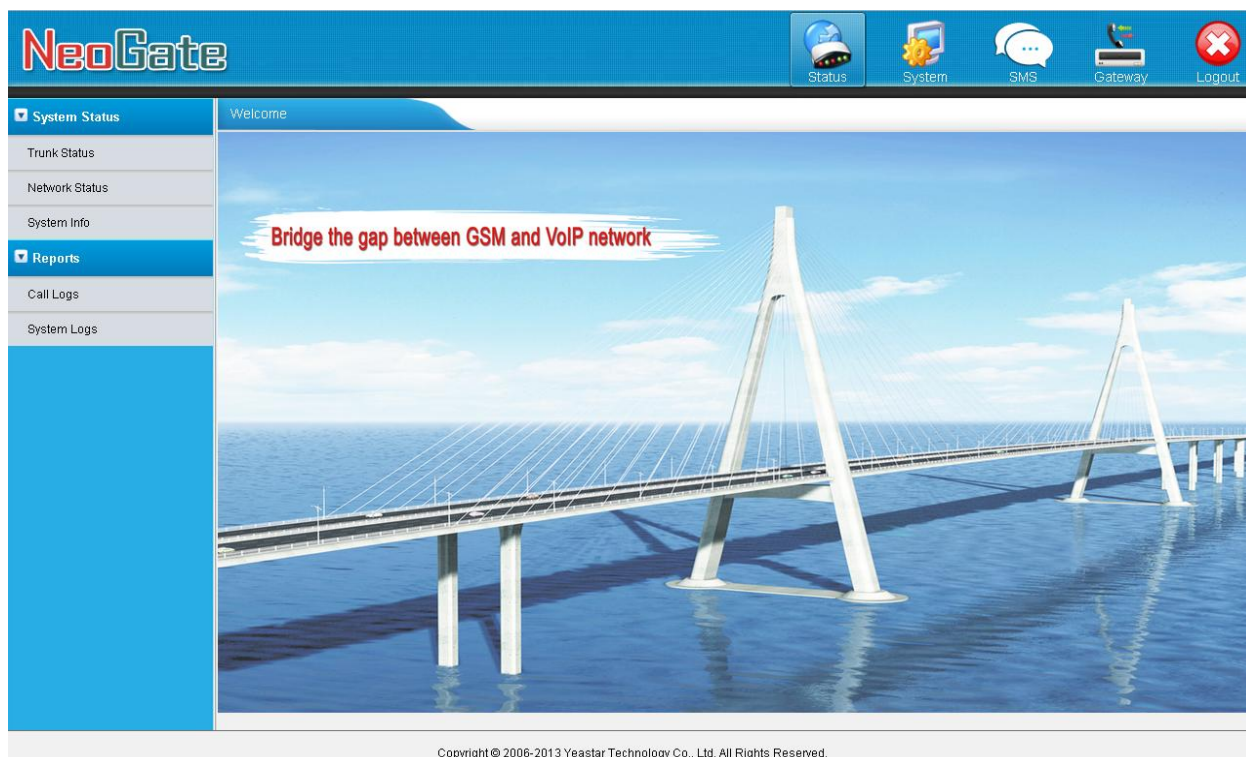 NeoGate
Status
System
SMS
Gateway
Logout
System Status
Trunk Status
Network Status
System Info
Reports
Call Logs
System Logs
Welcome
Bridge the gap between GSM and VoIP network
Copyright © 2006-2013 Yeastar Technology Co., Ltd. All Rights Reserved.